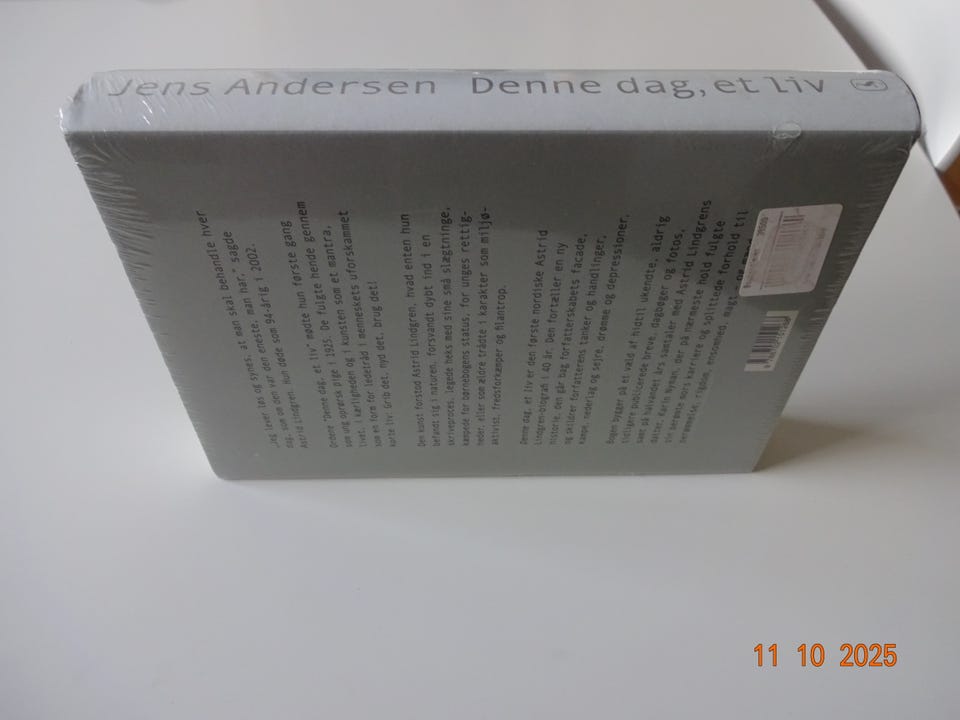 Jens Andersen Denne dag, et liv
"Jeg lever løs og synes, at man skal behandle hver
dag, som om den var den eneste, man har," sagde
Astrid Lindgren. Hun døde som 94-årig i 2002.
Ordene "Denne dag, et liv" mødte hun første gang
som ung oprørsk pige i 1925. De fulgte hende gennem
livet, i kærligheden og i kunsten som et mantra,
som en form for ledetråd i menneskets uforskammet
korte liv: Grib det, nyd det, brug det!
Den kunst forstod Astrid Lindgren, hvad enten hun
befandt sig i naturen, forsvandt dybt ind i en
skriveproces, legede heks med sine små slægtninge,
kæmpede for børnebogens status, for unges rettig-
heder, eller som ældre trådte i karakter som miljø-
aktivist, fredsforkæmper og filantrop.
Denne dag, et liv er den første nordiske Astrid
Lindgren-biografi i 40 år. Den fortæller en ny
historie, den går bag forfatterskabets facade,
og skildrer forfatterens tanker og handlinger,
kampe, nederlag og sejre, drømme og depressioner.
Bogen bygger på et væld af hidtil ukendte, aldrig
tidligere publicerede breve, dagbøger og fotos,
samt på halvandet års samtaler med Astrid Lindgrens
datter, Karin Nyman, der på nærmeste hold fulgte
sin berømte mors karriere og splittede forhold til
berømmelse, rigdom, ensomhed, magt
11 10 2025